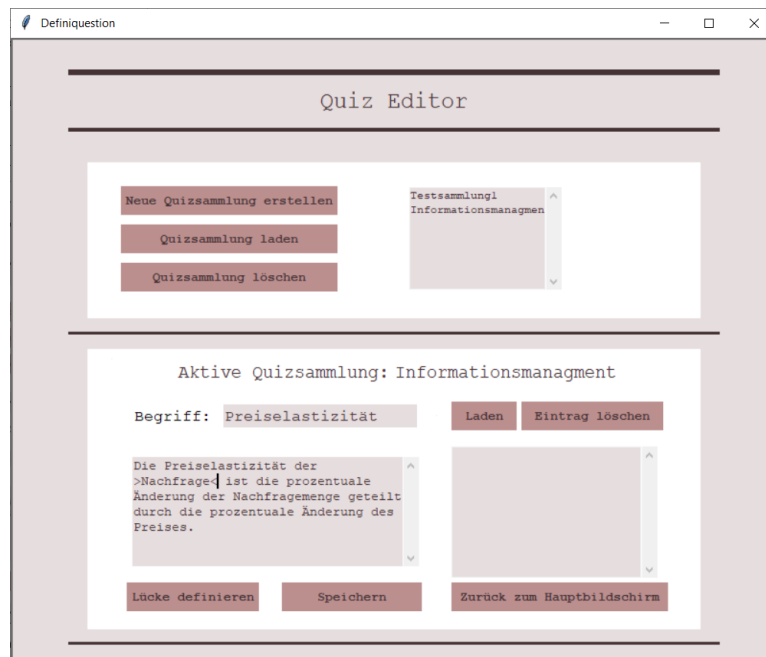 Definiquestion
Quiz Editor
Neue Quizsammlung erstellen
Quizsammlung laden
Quizsammlung löschen
Testsammlung1
Informationsmanagmen
Aktive Quizsammlung: Informationsmanagment
Begriff: Preiselastizität
Laden
Eintrag löschen
Die Preiselastizität der
>Nachfrage< ist die prozentuale
Änderung der Nachfragemenge geteilt
durch die prozentuale Änderung des
Preises.
Lücke definieren
Speichern
Zurück zum Hauptbildschirm